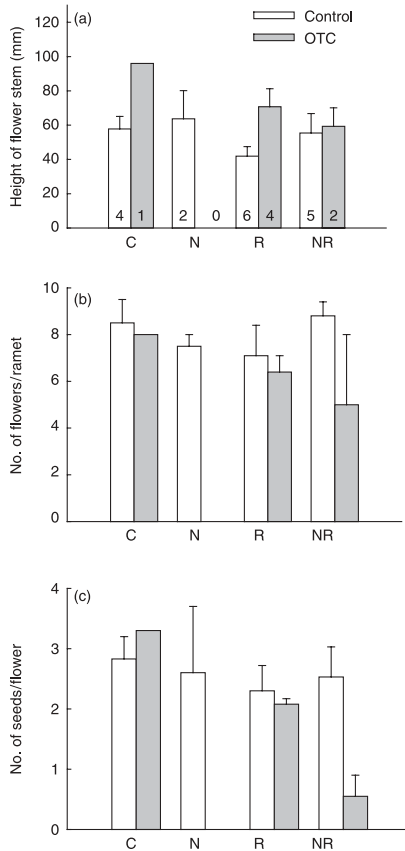 (a)
Control
OTC
Height of flower stem (mm)
120
100
80
60
40
20
0
4 1 2 0 6 4 5 2
C N R NR
(b)
No. of flowers/ramet
10
8
6
4
2
0
C N R NR
(c)
No. of seeds/flower
4
3
2
1
0
C N R NR